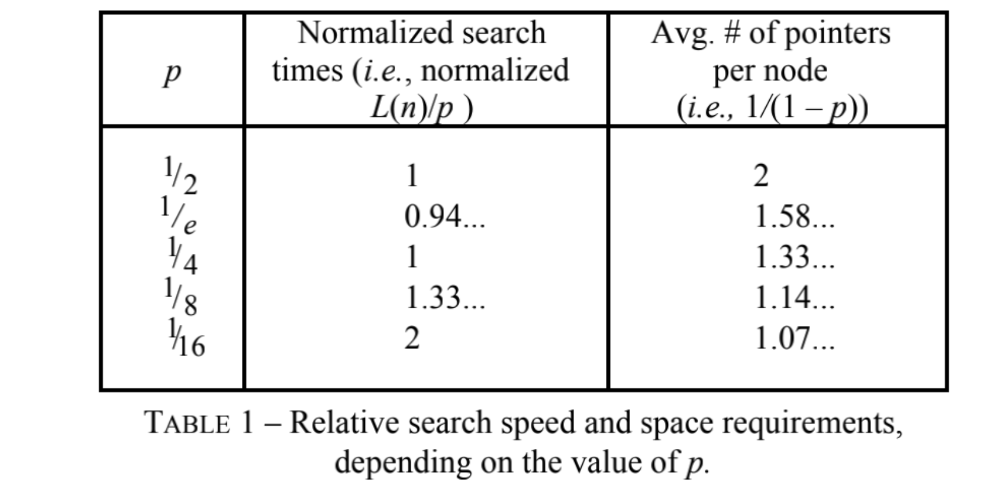 p
Normalized search
times (i.e., normalized
L(n)/p )
Avg. # of pointers
per node
(i.e., 1/(1 – p))
1/2 1 2
1/e 0.94... 1.58...
1/4 1 1.33...
1/8 1.33... 1.14...
1/16 2 1.07...
TABLE 1 – Relative search speed and space requirements,
depending on the value of p.